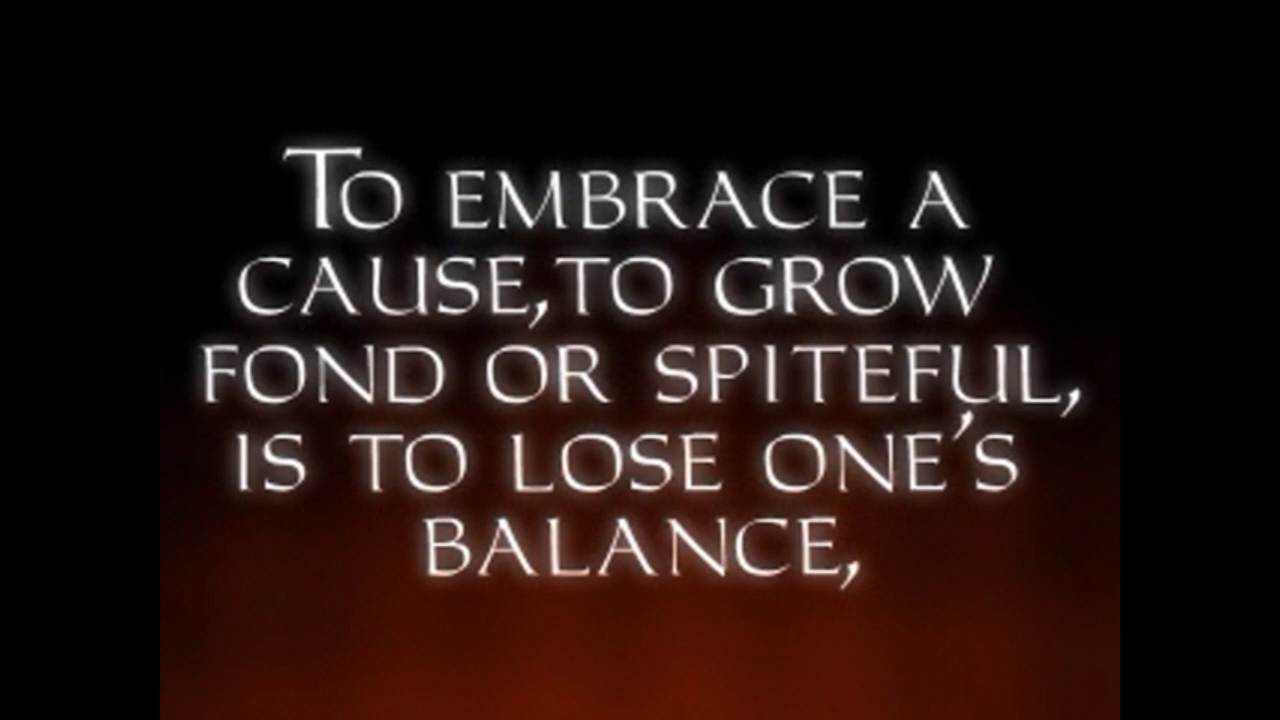 To EMBRACE A
CAUSE, TO GROW
FOND OR SPITEFUL,
IS TO LOSE ONE'S
BALANCE,